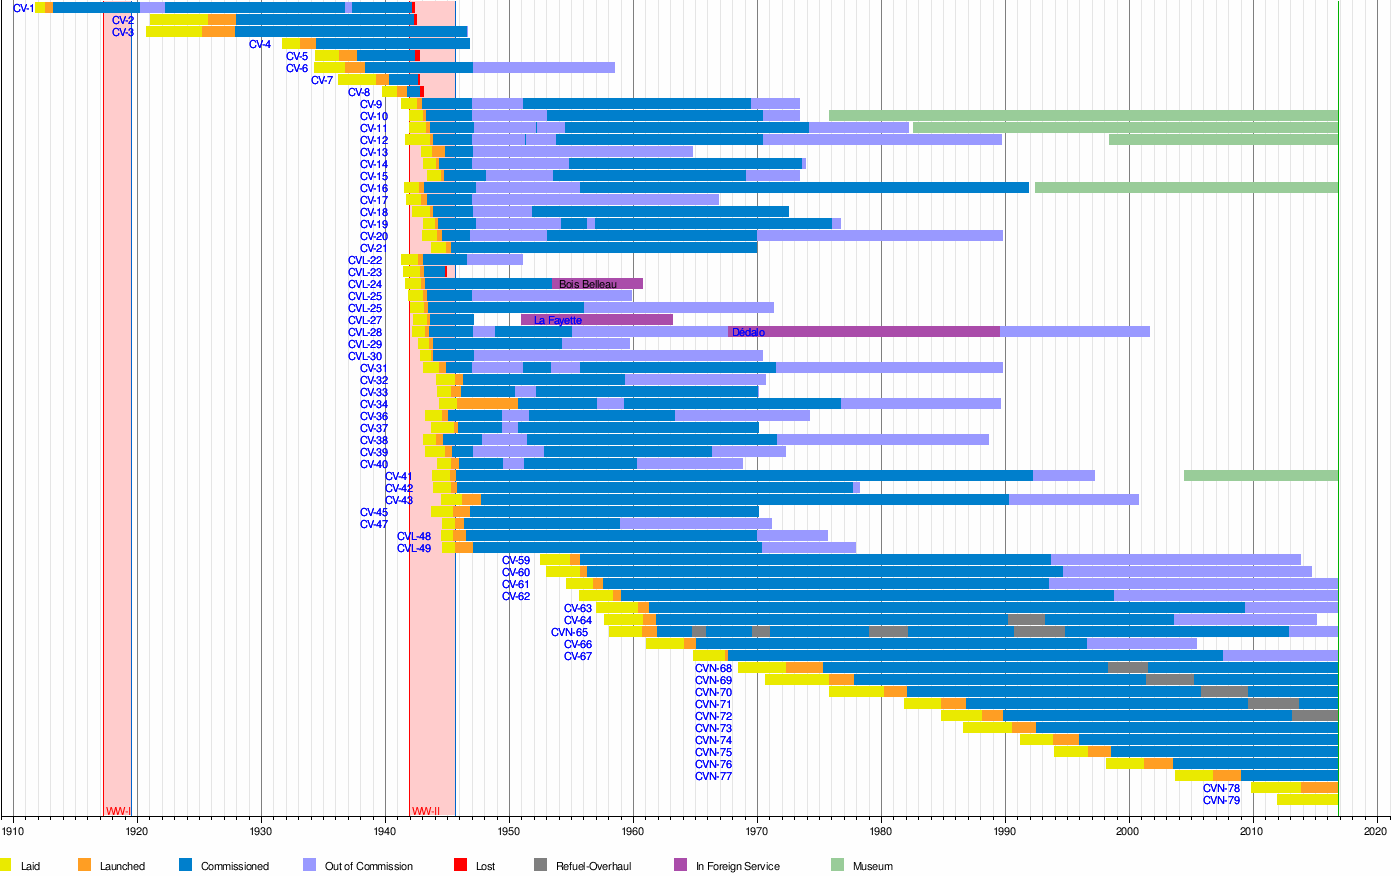 CV-1
CV-2
CV-3
CV-4
CV-5
CV-6
CV-7
CV-8
CV-9
CV-10
CV-11
CV-12
CV-13
CV-14
CV-15
CV-16
CV-17
CV-18
CV-19
CV-20
CV-21
CVL-22
CVL-23
CVL-24 Bois Belleau
CVL-25
CVL-25
CVL-27 La Fayette
CVL-28 Dédalo
CVL-29
CVL-30
CV-31
CV-32
CV-33
CV-34
CV-36
CV-37
CV-38
CV-39
CV-40
CV-41
CV-42
CV-43
CV-45
CV-47
CVL-48
CVL-49
CV-59
CV-60
CV-61
CV-62
CV-63
CV-64
CVN-65
CV-66
CV-67
CVN-68
CVN-69
CVN-70
CVN-71
CVN-72
CVN-73
CVN-74
CVN-75
CVN-76
CVN-77
CVN-78
CVN-79
WW-I WW-II
1910 1920 1930 1940 1950 1960 1970 1980 1990 2000 2010 2020
Laid Launched Commissioned Out of Commission Lost Refuel-Overhaul In Foreign Service Museum